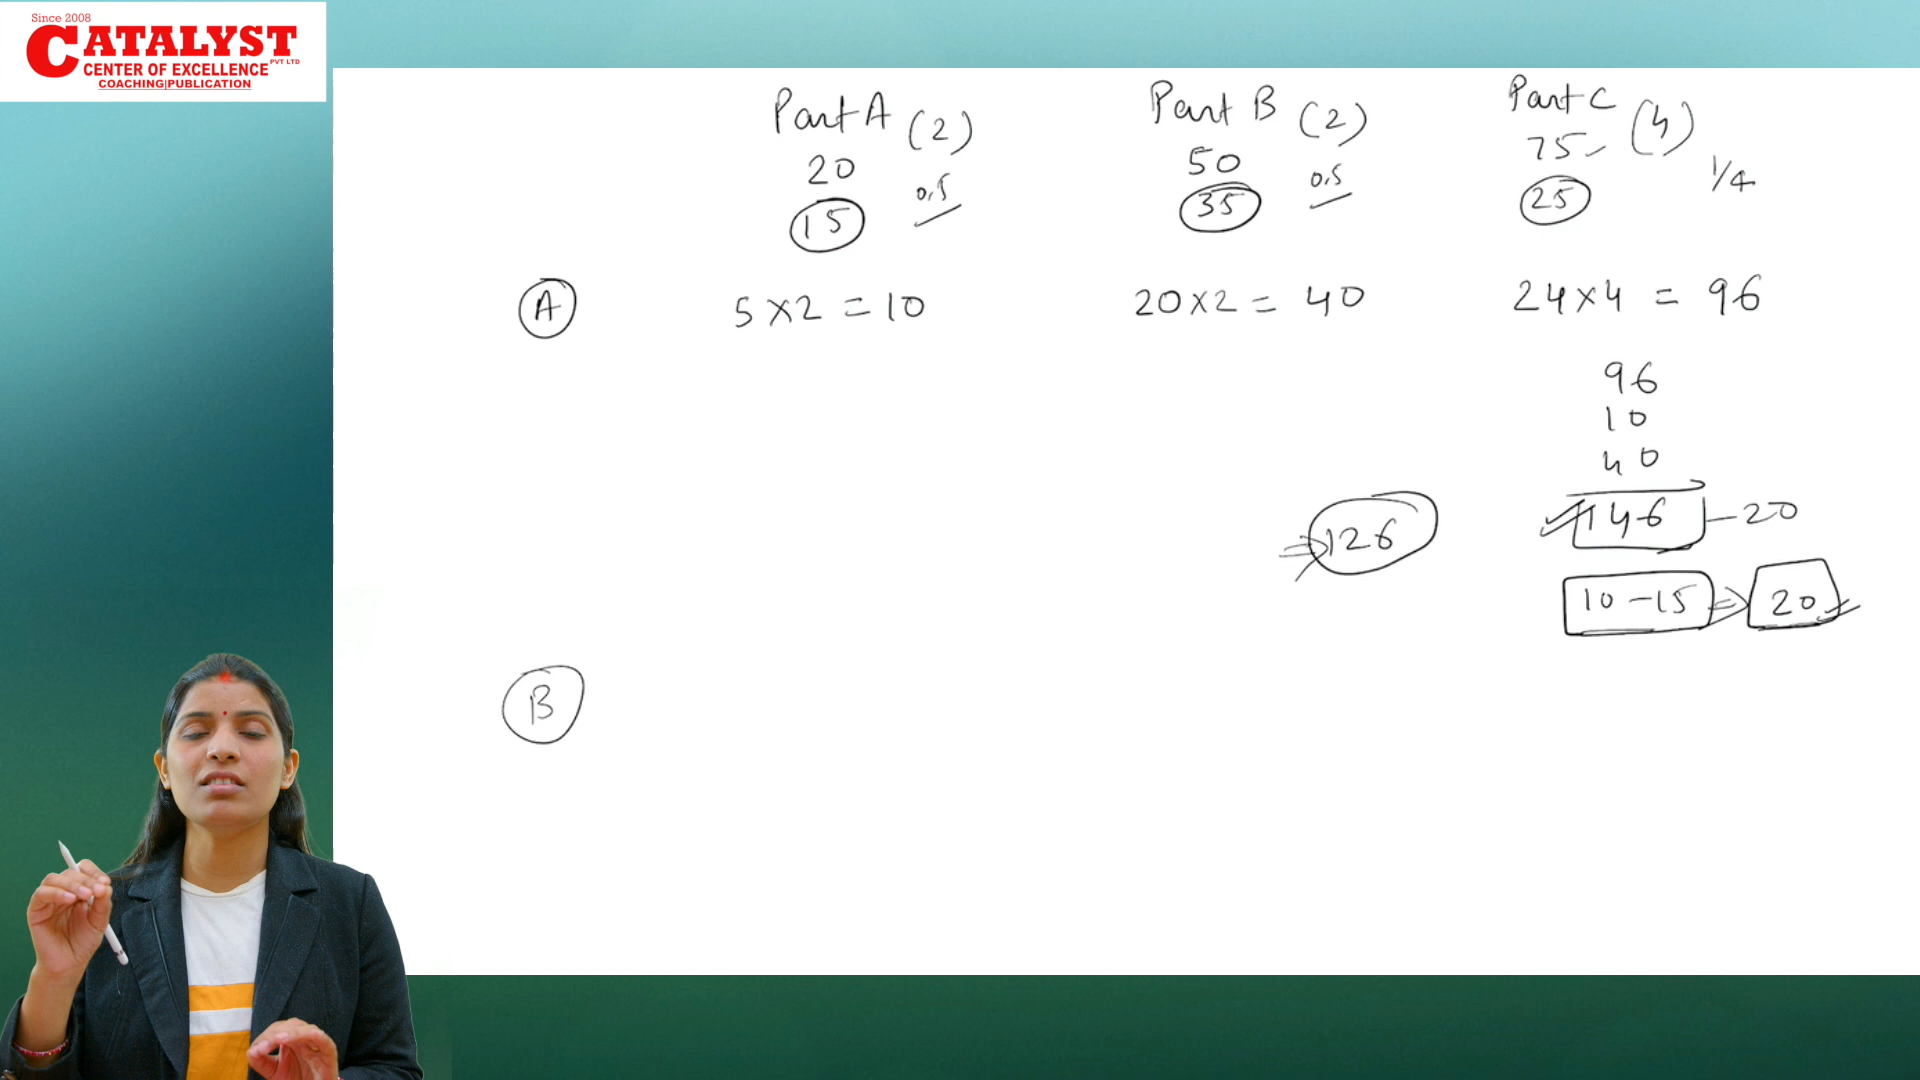 Since 2008
CATALYST
PVT LTD
CENTER OF EXCELLENCE
COACHING|PUBLICATION
Part A (2)
20
0.5
15
Part B (2)
50
0.5
35
Part C (4)
75
1/4
25
A
5 x 2 = 10
20 x 2 = 40
24 x 4 = 96
96
10
40
146 - 20
⇒ 126
10 - 15 ⇒ 20
B